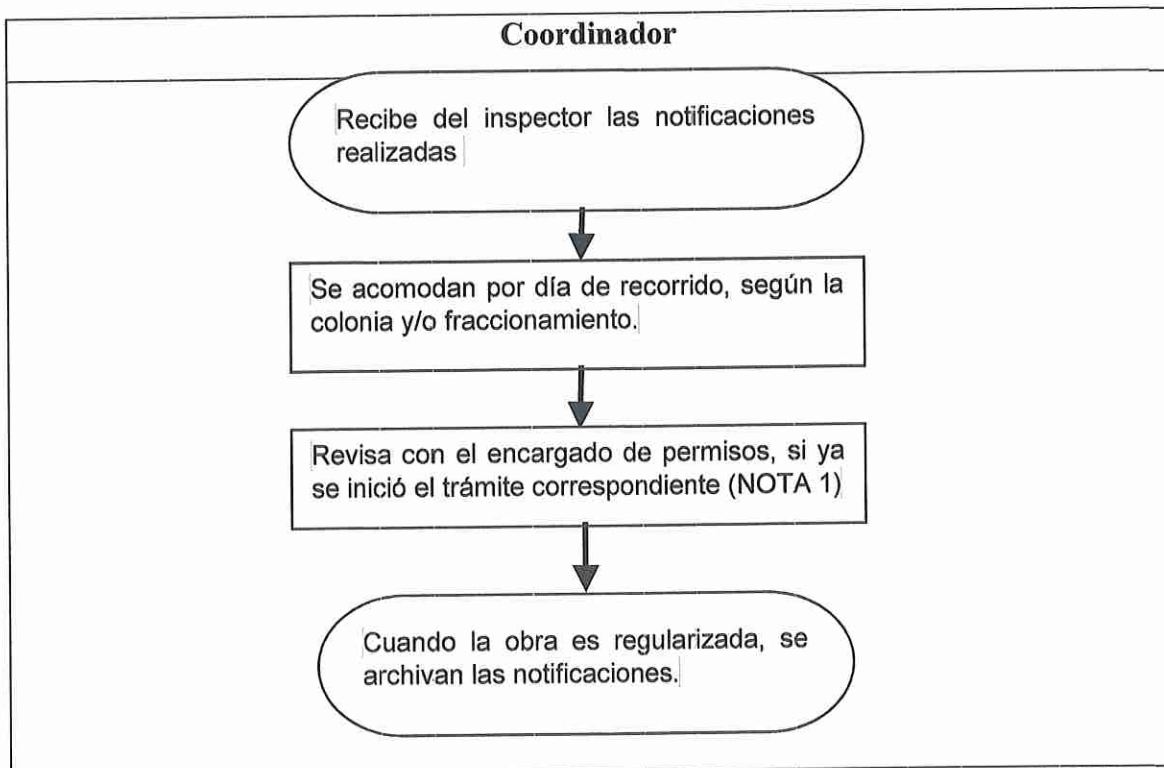 Coordinador
Recibe del inspector las notificaciones
realizadas
Se acomodan por día de recorrido, según la
colonia y/o fraccionamiento.
Revisa con el encargado de permisos, si ya
se inició el trámite correspondiente (NOTA 1)
Cuando la obra es regularizada, se
archivan las notificaciones.